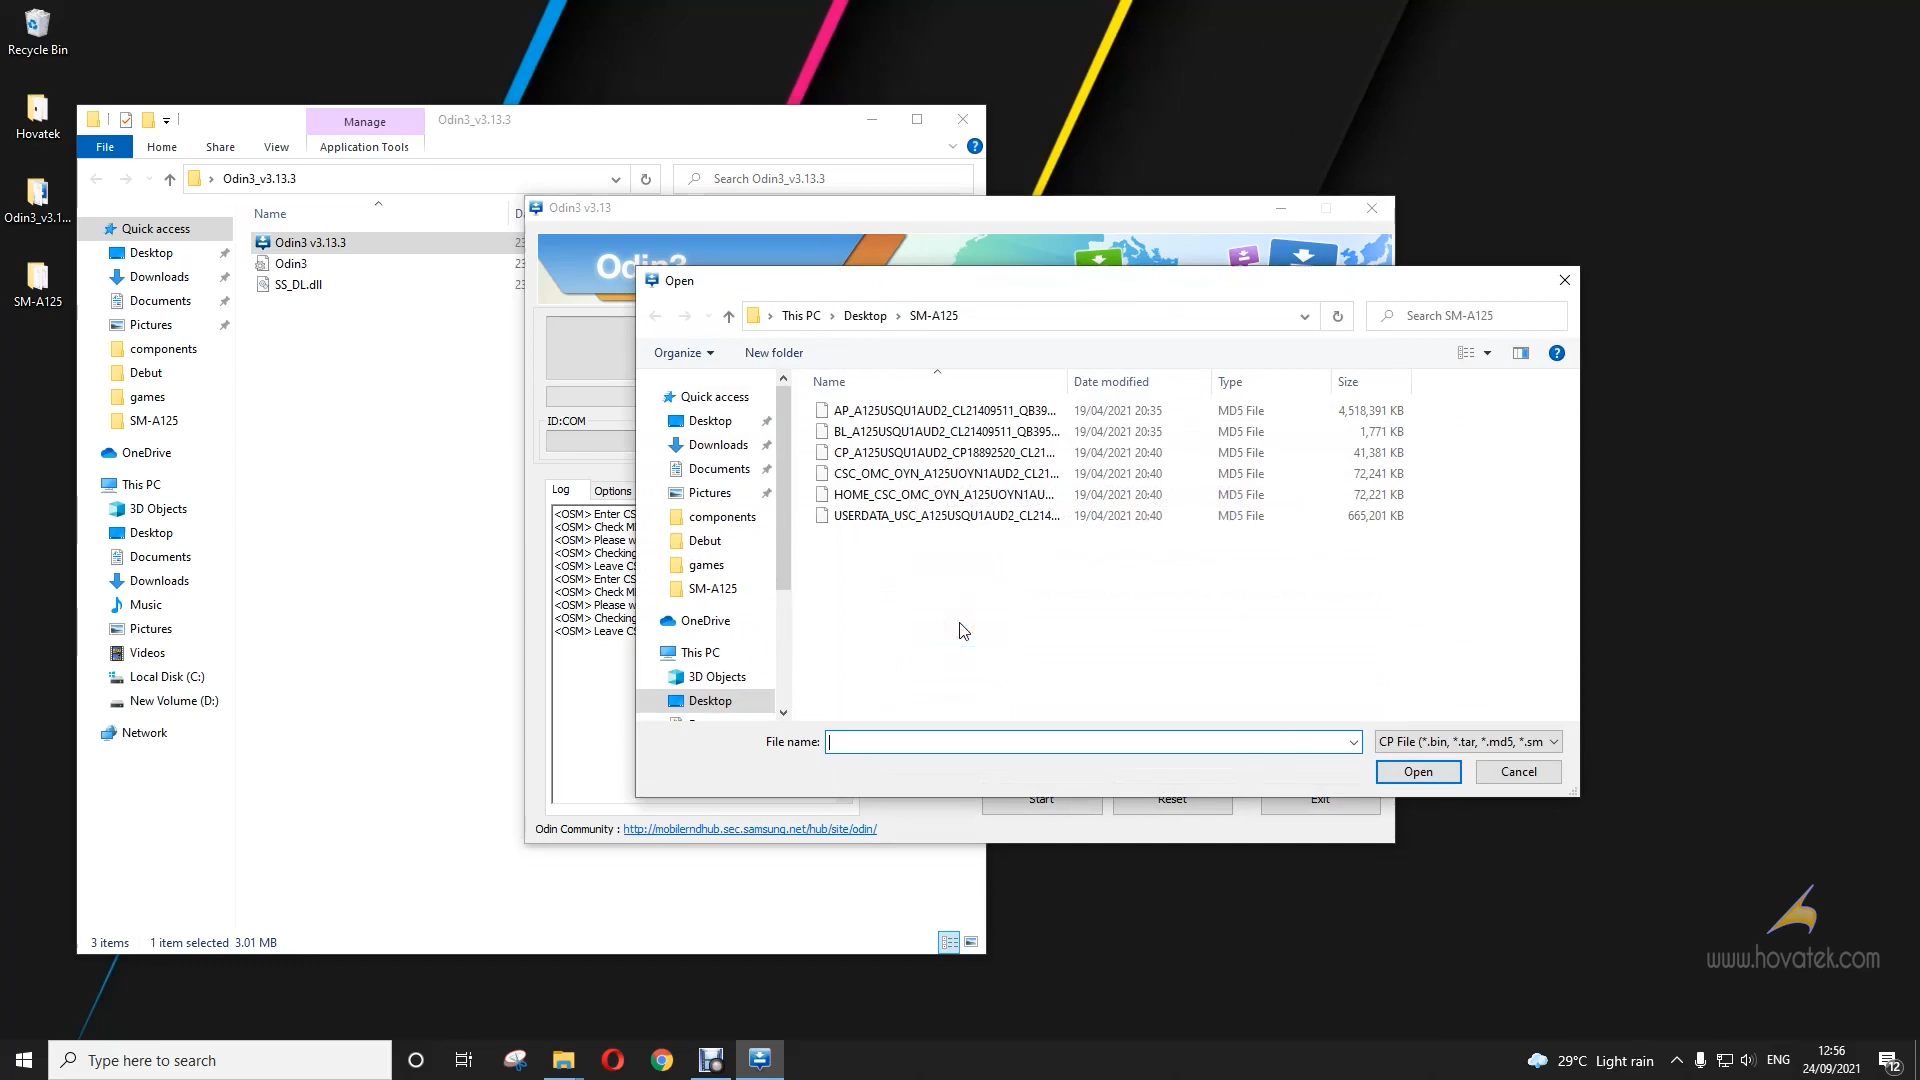 Recycle Bin
Hovatek
Odin3_v3.1...
SM-A125
Manage
Odin3_v3.13.3
File
Home
Share
View
Application Tools
Odin3_v3.13.3
Search Odin3_v3.13.3
Name
Quick access
Desktop
Downloads
Documents
Pictures
components
Debut
games
SM-A125
OneDrive
This PC
3D Objects
Desktop
Documents
Downloads
Music
Pictures
Videos
Local Disk (C:)
New Volume (D:)
Network
Odin3 v3.13.3
Odin3
SS_DL.dll
23
23
23
3 items
1 item selected 3.01 MB
Odin3 v3.13
Odin3
ID:COM
Log
Options
<OSM> Enter CS
<OSM> Check M
<OSM> Please w
<OSM> Checking
<OSM> Leave CS
<OSM> Enter CS
<OSM> Check M
<OSM> Please w
<OSM> Checking
<OSM> Leave CS
Start
Reset
Exit
Odin Community : http://mobilerndhub.sec.samsung.net/hub/site/odin/
Open
This PC
Desktop
SM-A125
Search SM-A125
Organize
New folder
Quick access
Desktop
Downloads
Documents
Pictures
components
Debut
games
SM-A125
OneDrive
This PC
3D Objects
Desktop
Name Date modified Type Size
AP_A125USQU1AUD2_CL21409511_QB39... 19/04/2021 20:35 MD5 File 4,518,391 KB
BL_A125USQU1AUD2_CL21409511_QB395... 19/04/2021 20:35 MD5 File 1,771 KB
CP_A125USQU1AUD2_CP18892520_CL21... 19/04/2021 20:40 MD5 File 41,381 KB
CSC_OMC_OYN_A125UOYN1AUD2_CL21... 19/04/2021 20:40 MD5 File 72,241 KB
HOME_CSC_OMC_OYN_A125UOYN1AU... 19/04/2021 20:40 MD5 File 72,221 KB
USERDATA_USC_A125USQU1AUD2_CL214... 19/04/2021 20:40 MD5 File 665,201 KB
File name:
CP File (*.bin, *.tar, *.md5, *.sm
Open
Cancel
www.hovatek.com
Type here to search
29°C Light rain
ENG
12:56
24/09/2021
12